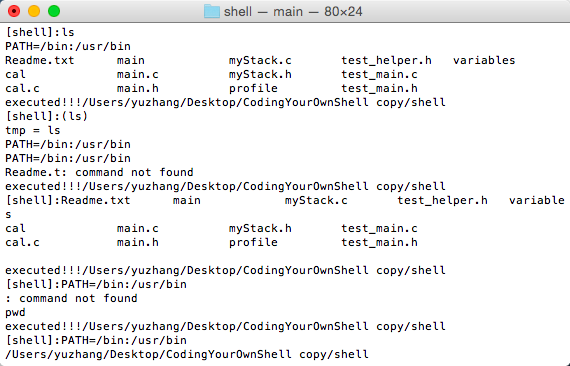 shell — main — 80×24
[shell]:ls
PATH=/bin:/usr/bin
Readme.txt      main            myStack.c       test_helper.h   variables
cal             main.c          myStack.h       test_main.c
cal.c           main.h          profile         test_main.h
executed!!!/Users/yuzhang/Desktop/CodingYourOwnShell copy/shell
[shell]:(ls)
tmp = ls
PATH=/bin:/usr/bin
PATH=/bin:/usr/bin
Readme.t: command not found
executed!!!/Users/yuzhang/Desktop/CodingYourOwnShell copy/shell
[shell]:Readme.txt      main            myStack.c       test_helper.h   variable
s
cal             main.c          myStack.h       test_main.c
cal.c           main.h          profile         test_main.h
executed!!!/Users/yuzhang/Desktop/CodingYourOwnShell copy/shell
[shell]:PATH=/bin:/usr/bin
: command not found
pwd
executed!!!/Users/yuzhang/Desktop/CodingYourOwnShell copy/shell
[shell]:PATH=/bin:/usr/bin
/Users/yuzhang/Desktop/CodingYourOwnShell copy/shell